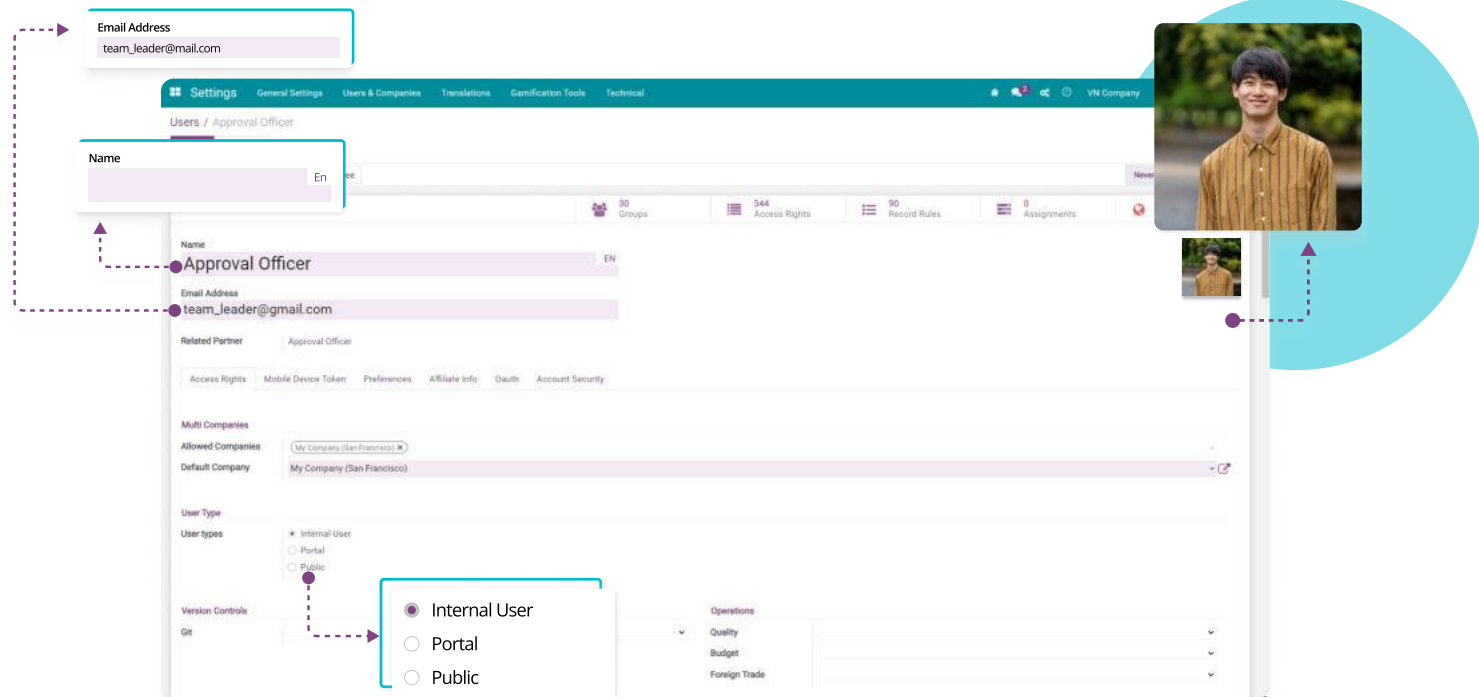 Email Address
team_leader@mail.com
Settings General Settings Users & Companies Translations Gamification Tools Technical 2 VN Company
Users / Approval Officer
Name
En
30 Groups 344 Access Rights 90 Record Rules 0 Assignments
Name
Approval Officer EN
Email Address
team_leader@gmail.com
Related Partner Approval Officer
Access Rights Mobile Device Token Preferences Affiliate Info Oauth Account Security
Multi Companies
Allowed Companies My Company (San Francisco) ×
Default Company My Company (San Francisco)
User Type
User types Internal User
Portal
Public
Version Controls Operations
Git Quality
Budget
Foreign Trade
Internal User
Portal
Public